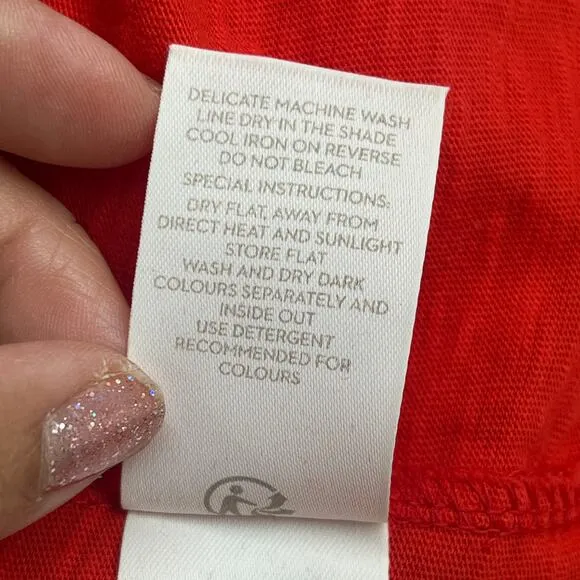 DELICATE MACHINE WASH
LINE DRY IN THE SHADE
COOL IRON ON REVERSE
DO NOT BLEACH
SPECIAL INSTRUCTIONS:
DRY FLAT, AWAY FROM
DIRECT HEAT AND SUNLIGHT
STORE FLAT
WASH AND DRY DARK
COLOURS SEPARATELY AND
INSIDE OUT
USE DETERGENT
RECOMMENDED FOR
COLOURS